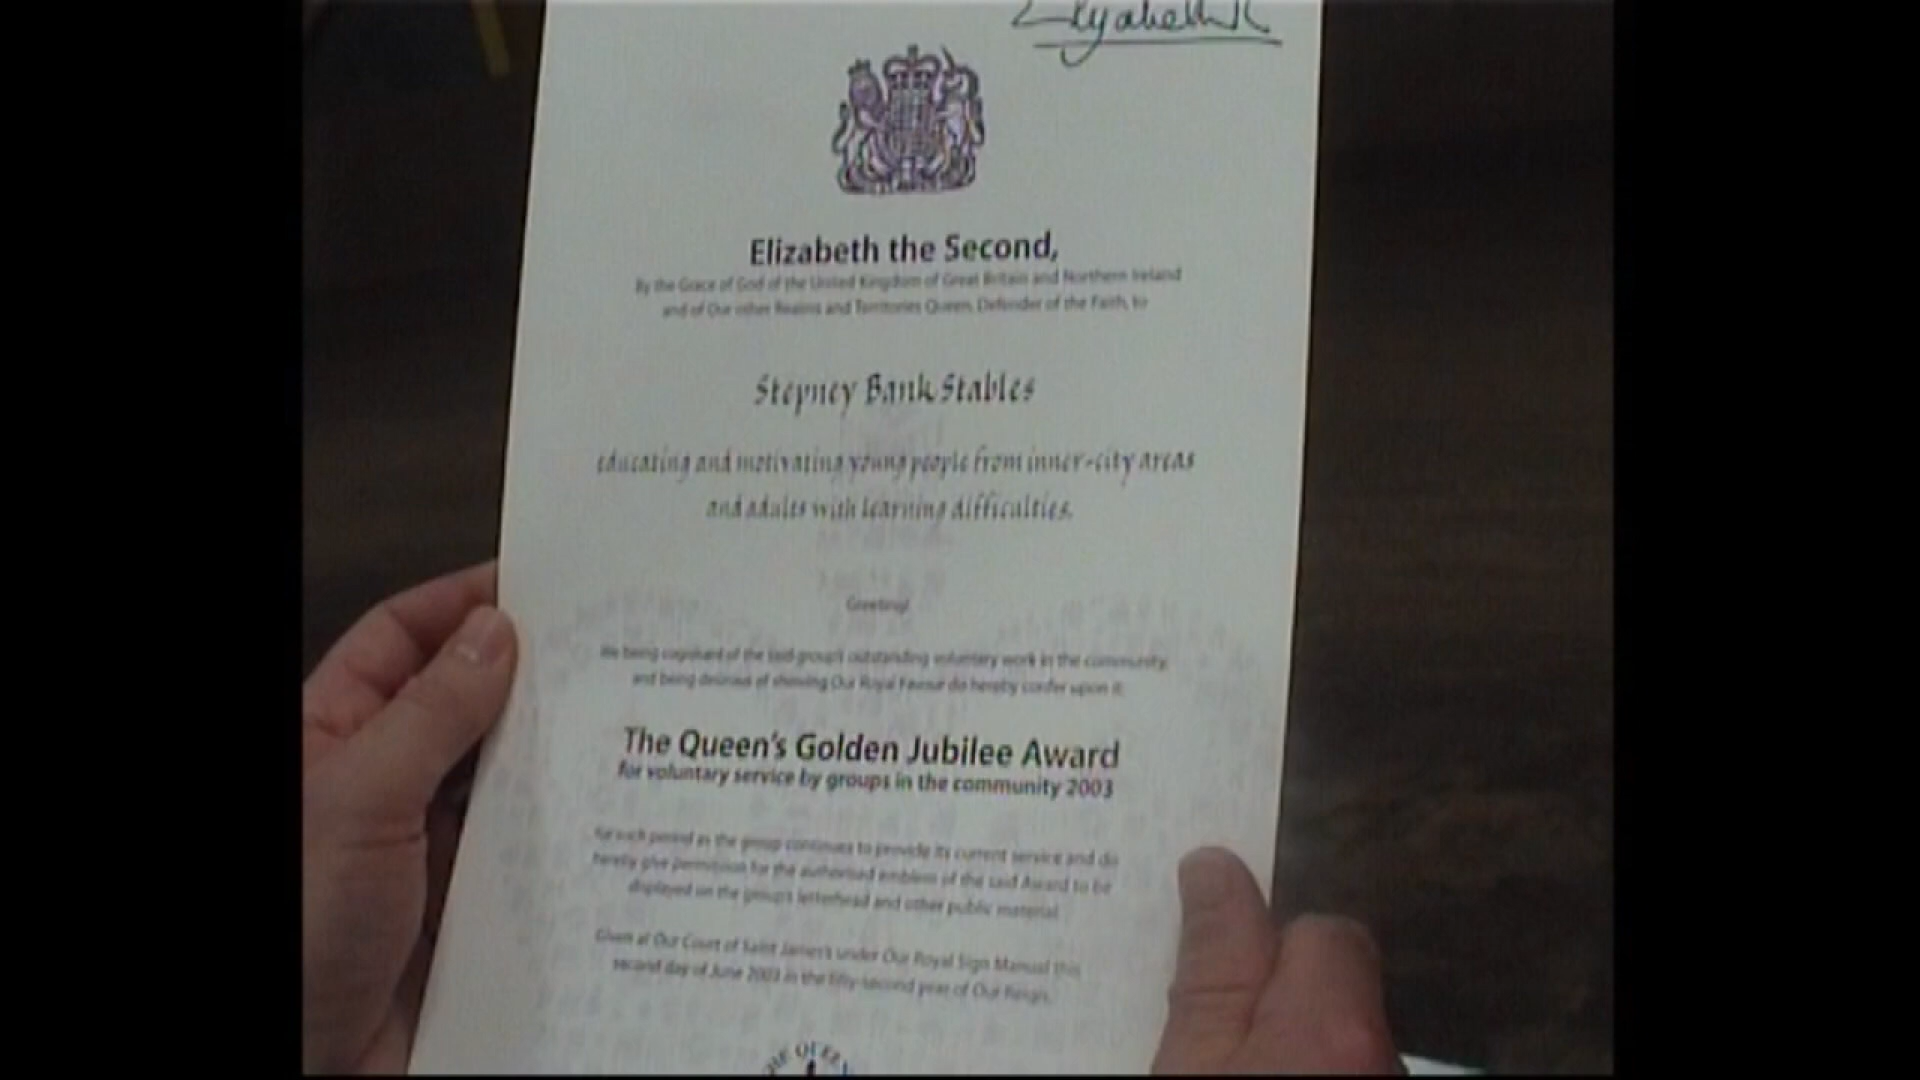 Elizabeth R
Elizabeth the Second,
By the Grace of God of the United Kingdom of Great Britain and Northern Ireland
and of Our other Realms and Territories Queen, Defender of the Faith, to
Stepney Bank Stables
educating and motivating young people from inner-city areas
and adults with learning difficulties.
Greeting!
We being cognisant of the said group's outstanding voluntary work in the community
and being desirous of showing Our Royal Favour do hereby confer upon it
The Queen's Golden Jubilee Award
for voluntary service by groups in the community 2003
for such period as the group continues to provide its current service and do
hereby give permission for the authorised emblem of the said Award to be
displayed on the group's letterhead and other public material.
Given at Our Court of Saint James's under Our Royal Sign Manual this
second day of June 2003 in the fifty-second year of Our Reign.
THE QUEEN'